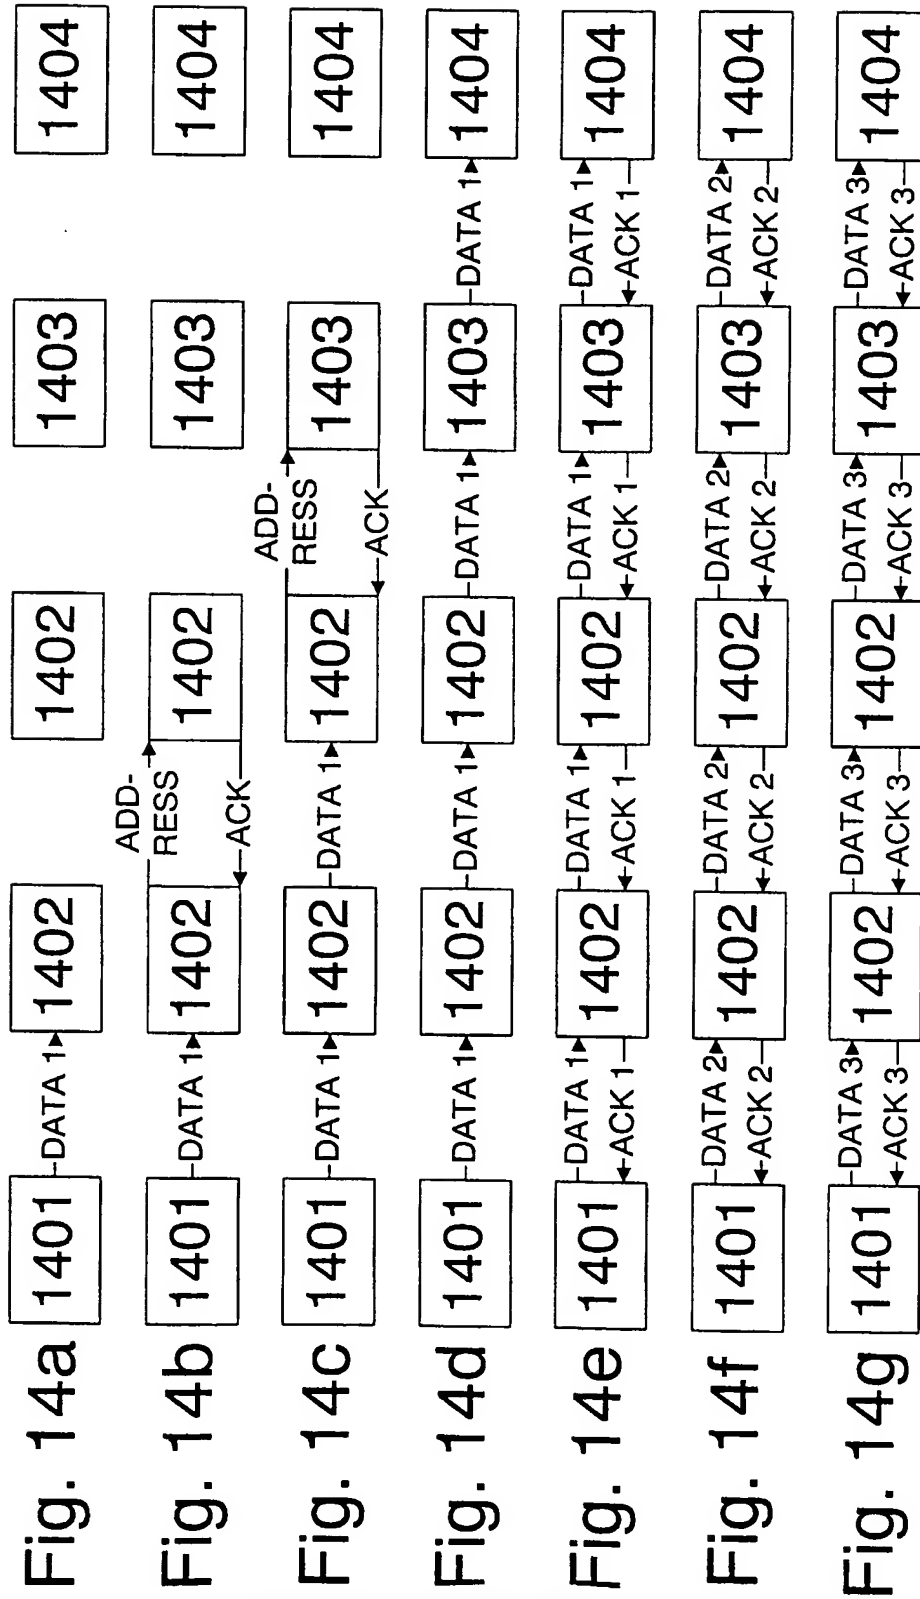 Fig. 14a 1401 DATA 1 1402 1402 1403 1404
Fig. 14b 1401 DATA 1 1402 ADD-
RESS ACK 1402 1403 1404
Fig. 14c 1401 DATA 1 1402 DATA 1 1402 ADD-
RESS ACK 1403 1404
Fig. 14d 1401 DATA 1 1402 DATA 1 1402 DATA 1 1403 DATA 1 1404
Fig. 14e 1401 DATA 1 1402 DATA 1 1402 DATA 1 1403 DATA 1 1404
ACK 1 ACK 1 ACK 1 ACK 1
Fig. 14f 1401 DATA 2 1402 DATA 2 1402 DATA 2 1403 DATA 2 1404
ACK 2 ACK 2 ACK 2 ACK 2
Fig. 14g 1401 DATA 3 1402 DATA 3 1402 DATA 3 1403 DATA 3 1404
ACK 3 ACK 3 ACK 3 ACK 3